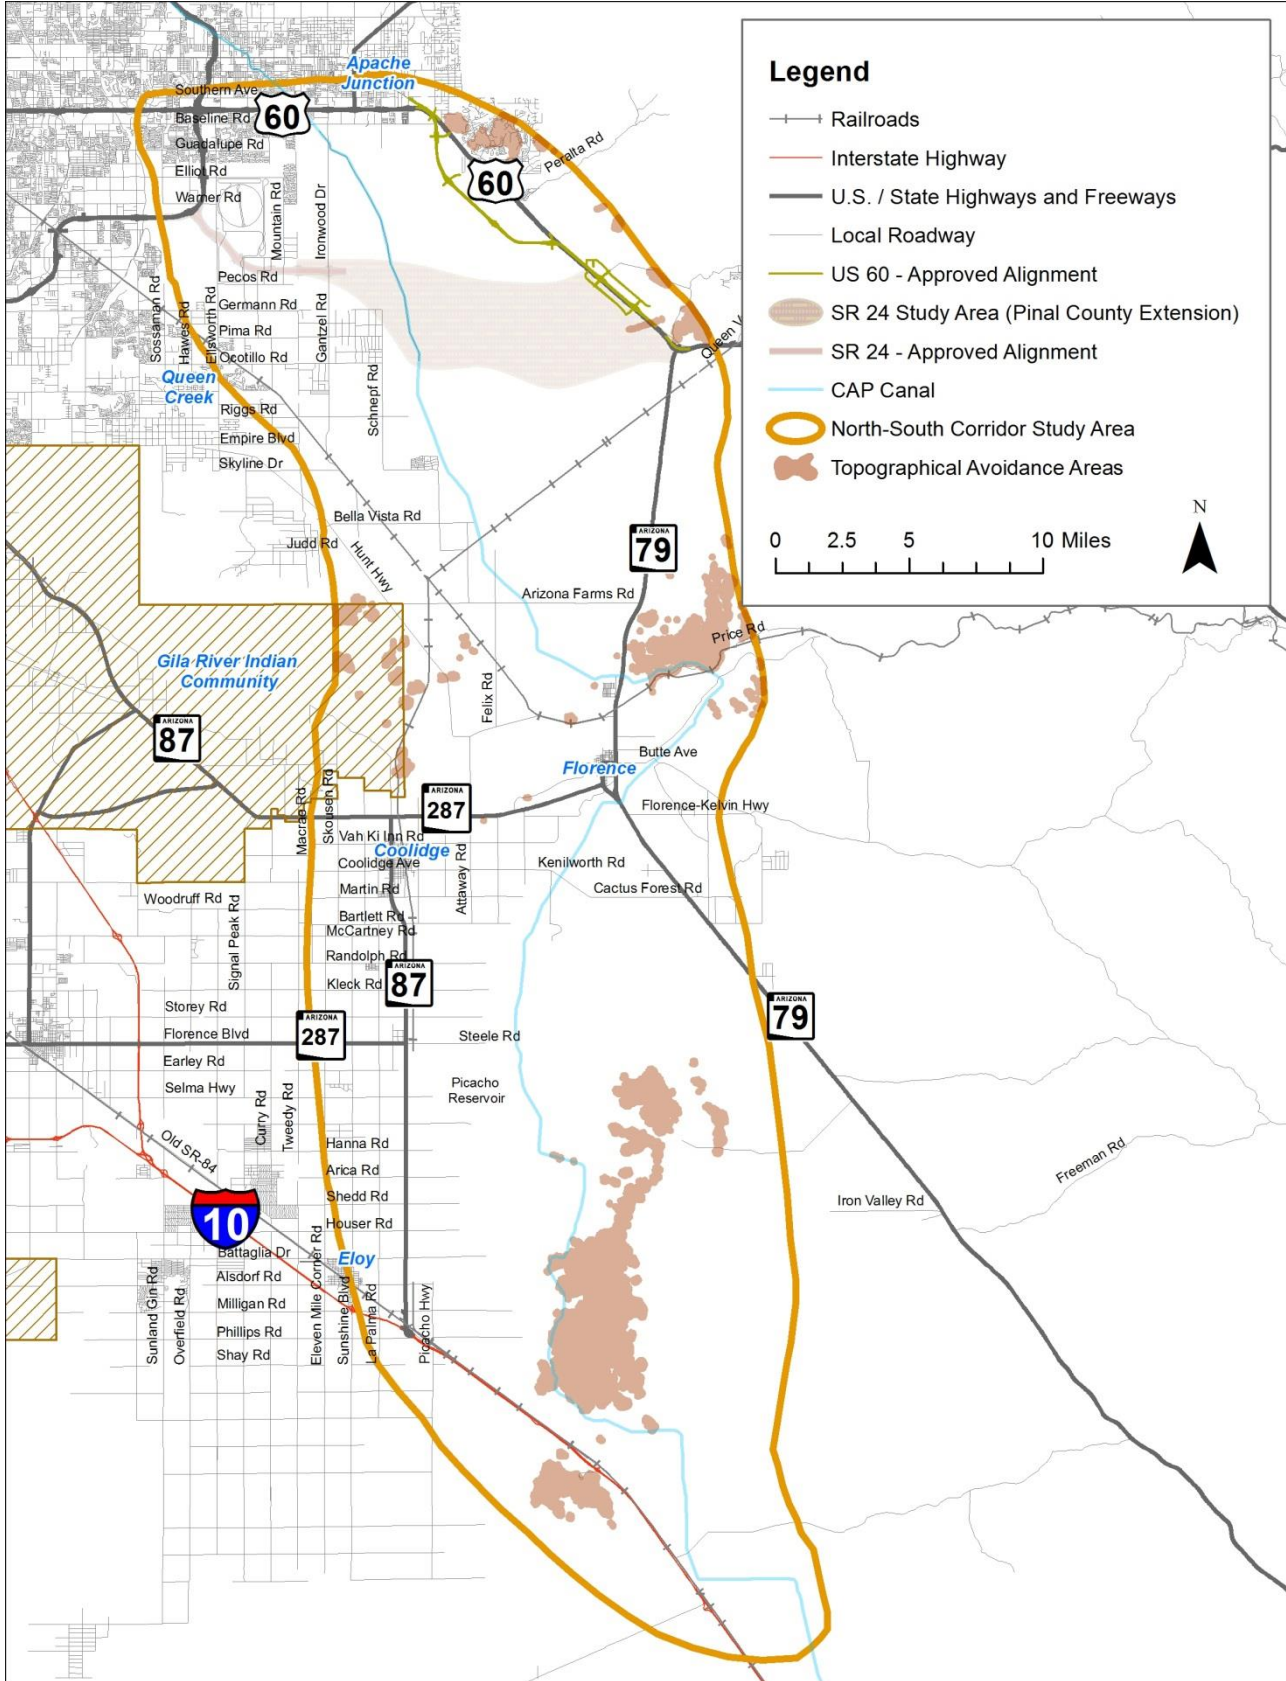 Apache
Junction
Southern Ave
Baseline Rd
60
Guadalupe Rd
Elliot Rd
Warner Rd
Peralta Rd
60
Mountain Rd
Ironwood Dr
Pecos Rd
Germann Rd
Pima Rd
Ocotillo Rd
Sossaman Rd
Hawes Rd
Ellsworth Rd
Gantzel Rd
Schnepf Rd
Queen
Creek
Riggs Rd
Empire Blvd
Skyline Dr
Queen V
Legend
Railroads
Interstate Highway
U.S. / State Highways and Freeways
Local Roadway
US 60 - Approved Alignment
SR 24 Study Area (Pinal County Extension)
SR 24 - Approved Alignment
CAP Canal
North-South Corridor Study Area
Topographical Avoidance Areas
N
0 2.5 5 10 Miles
Bella Vista Rd
Judd Rd
Hunt Hwy
ARIZONA
79
Arizona Farms Rd
Price Rd
Gila River Indian
Community
Felix Rd
ARIZONA
87
Butte Ave
Florence
ARIZONA
287
Florence-Kelvin Hwy
Macrae Rd
Skousen Rd
Vah Ki Inn Rd
Coolidge
Coolidge Ave
Kenilworth Rd
Attaway Rd
Martin Rd
Cactus Forest Rd
Woodruff Rd
Signal Peak Rd
Bartlett Rd
McCartney Rd
Randolph Rd
Kleck Rd
ARIZONA
87
Storey Rd
Florence Blvd
ARIZONA
287
Steele Rd
ARIZONA
79
Earley Rd
Selma Hwy
Picacho
Reservoir
Curry Rd
Tweedy Rd
Old SR-84
Hanna Rd
Arica Rd
Shedd Rd
Houser Rd
Freeman Rd
Iron Valley Rd
10
Battaglia Dr
Eloy
Alsdorf Rd
Milligan Rd
Phillips Rd
Shay Rd
Sunland Gin Rd
Overfield Rd
Eleven Mile Corner Rd
Sunshine Blvd
La Palma Rd
Picacho Hwy